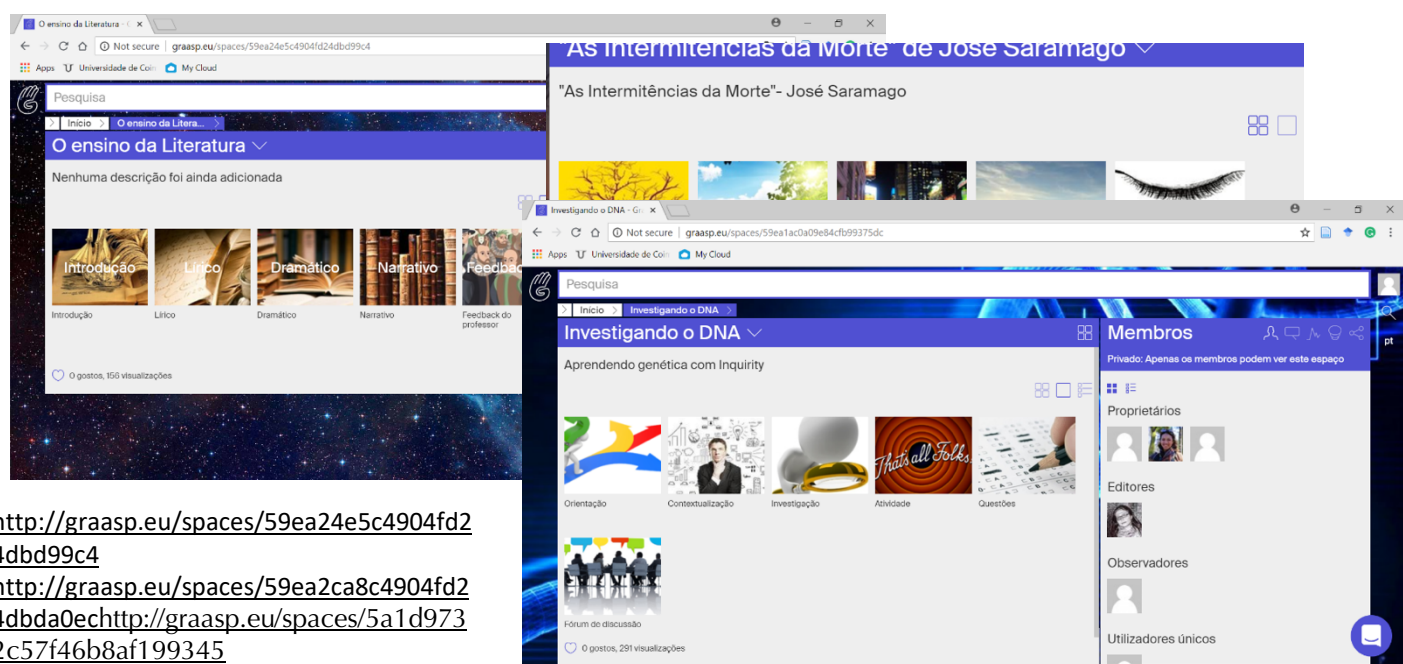 O ensino da Literatura - G
Not secure | graasp.eu/spaces/59ea24e5c4904fd24dbd99c4
Apps Universidade de Coin My Cloud
Pesquisa
Início O ensino da Litera...
O ensino da Literatura
Nenhuma descrição foi ainda adicionada
Introdução Lírico Dramático Narrativo Feedbac
Introdução Lírico Dramático Narrativo Feedback do
professor
0 gostos, 156 visualizações
"As Intermitências da Morte" de José Saramago
"As Intermitências da Morte"- José Saramago
Investigando o DNA - Gra
Not secure | graasp.eu/spaces/59ea1ac0a09e84cfb99375dc
Apps Universidade de Coin My Cloud
Pesquisa
Início Investigando o DNA
pt
Investigando o DNA
Aprendendo genética com Inquirity
That's all Folks
Orientação Contextualização Investigação Atividade Questões
Fórum de discussão
0 gostos, 291 visualizações
Membros
Privado: Apenas os membros podem ver este espaço
Proprietários
Editores
Observadores
Utilizadores únicos
http://graasp.eu/spaces/59ea24e5c4904fd2
4dbd99c4
http://graasp.eu/spaces/59ea2ca8c4904fd2
4dbda0echttp://graasp.eu/spaces/5a1d973
2c57f46b8af199345